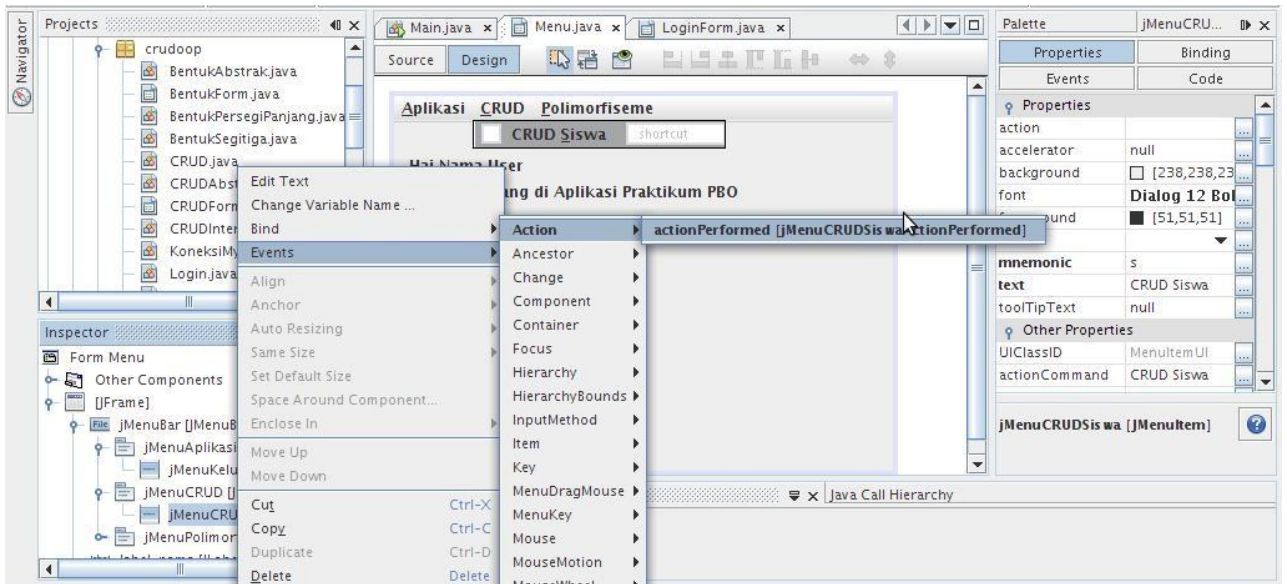 Navigator
Projects
crudoop
BentukAbstrak.java
BentukForm.java
BentukPersegiPanjang.java
BentukSegitiga.java
CRUD.java
CRUDAbst
CRUDForm
CRUDInter
KoneksiMy
Login.java
Inspector
Form Menu
Other Components
[JFrame]
jMenuBar [JMenuB
jMenuAplikasi
jMenuKelu
jMenuCRUD [J
jMenuCRU
jMenuPolimor
Edit Text
Change Variable Name ...
Bind
Events
Align
Anchor
Auto Resizing
Same Size
Set Default Size
Space Around Component...
Enclose In
Move Up
Move Down
Cut Ctrl-X
Copy Ctrl-C
Duplicate Ctrl-D
Delete Delete
Main.java x Menu.java x LoginForm.java x
Source Design
Aplikasi CRUD Polimorfiseme
CRUD Siswa shortcut
Hai Nama User
ang di Aplikasi Praktikum PBO
Action
Ancestor
Change
Component
Container
Focus
Hierarchy
HierarchyBounds
InputMethod
Item
Key
MenuDragMouse
MenuKey
Mouse
MouseMotion
MouseWheel
actionPerformed [jMenuCRUDSiswaActionPerformed]
Java Call Hierarchy
Palette jMenuCRU...
Properties Binding
Events Code
Properties
action ...
accelerator null ...
background [238,238,23 ...
font Dialog 12 Bol ...
ound [51,51,51] ...
mnemonic s ...
text CRUD Siswa ...
toolTipText null ...
Other Properties
UIClassID MenuItemUI ...
actionCommand CRUD Siswa ...
jMenuCRUDSiswa [JMenuItem]